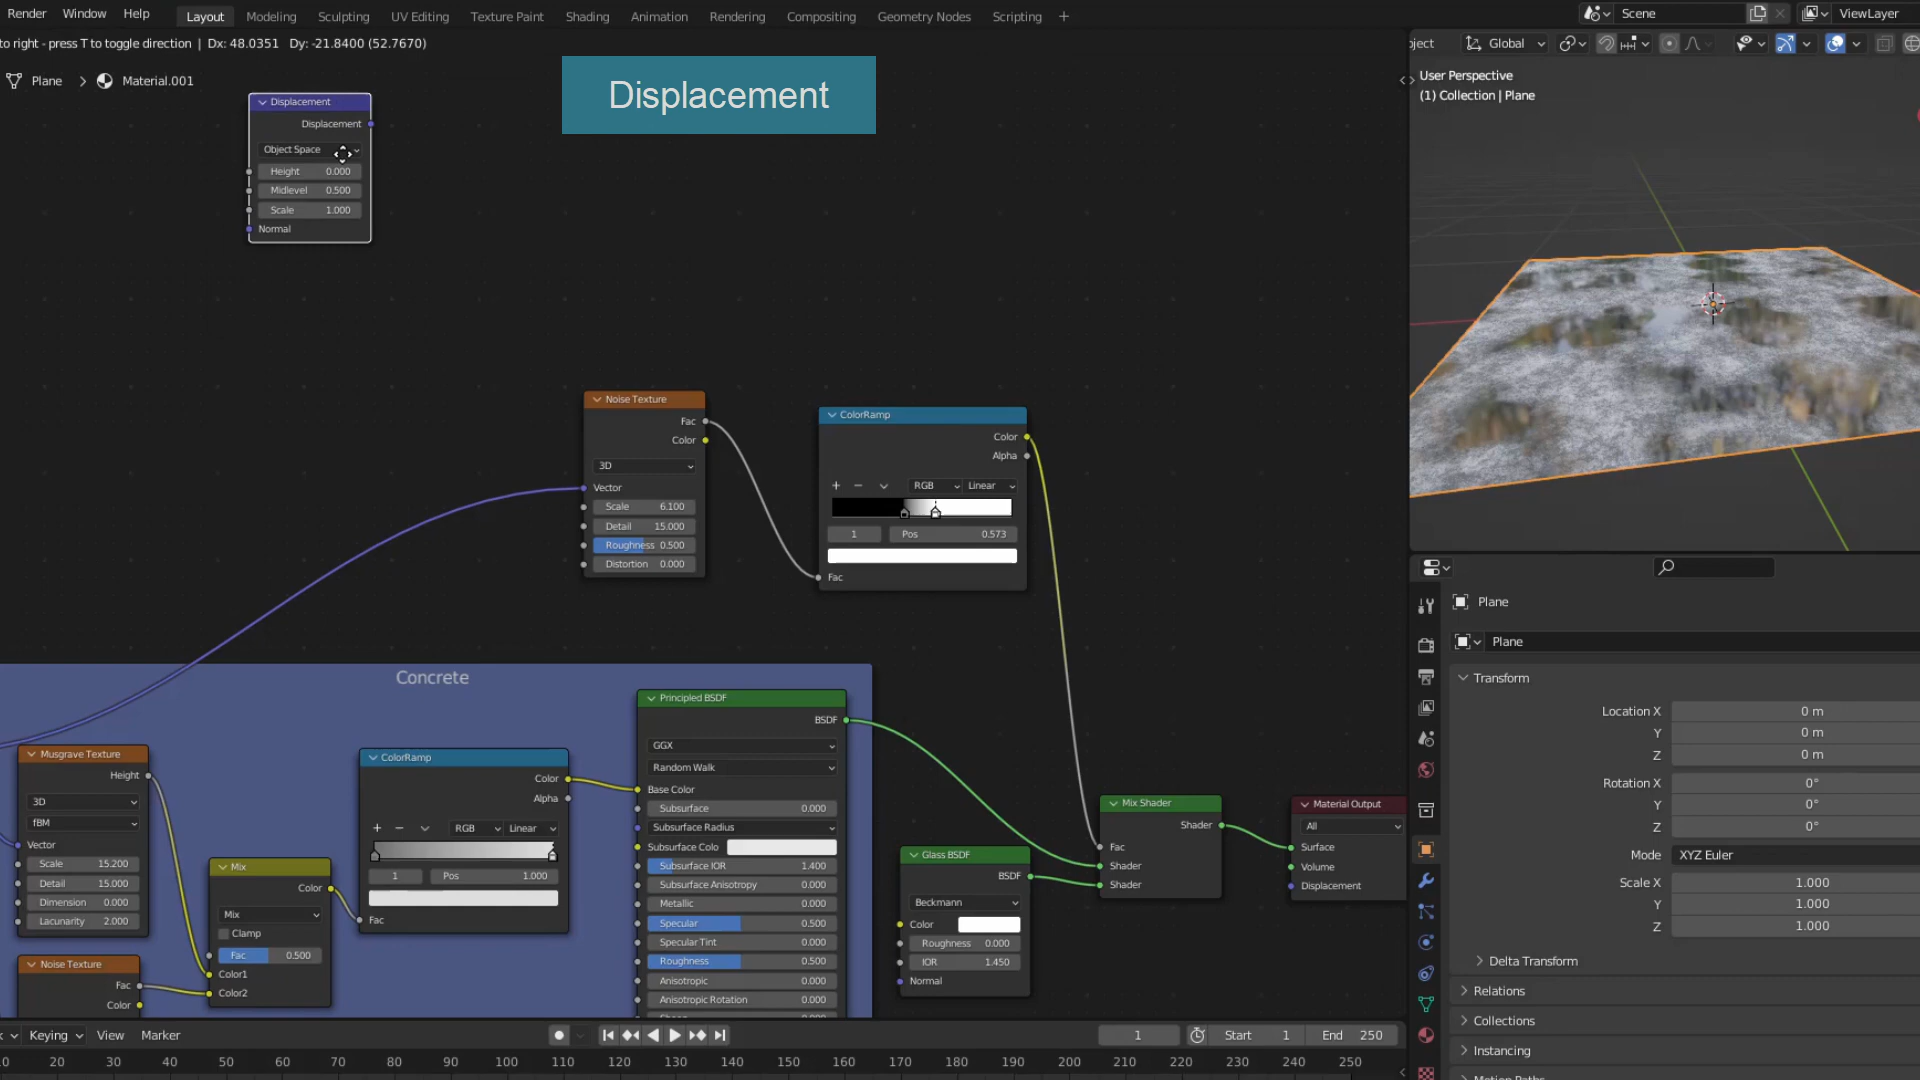 Render Window Help Layout Modeling Sculpting UV Editing Texture Paint Shading Animation Rendering Compositing Geometry Nodes Scripting + Scene ViewLayer
to right - press T to toggle direction | Dx: 48.0351 Dy: -21.8400 (52.7670)
Global
Plane > Material.001
Displacement
User Perspective
(1) Collection | Plane
Displacement
Displacement
Object Space
Height 0.000
Midlevel 0.500
Scale 1.000
Normal
Noise Texture
Fac
Color
3D
Vector
Scale 6.100
Detail 15.000
Roughness 0.500
Distortion 0.000
ColorRamp
Color
Alpha
+ − RGB Linear
1 Pos 0.573
Fac
Concrete
Musgrave Texture
Height
3D
fBM
Vector
Scale 15.200
Detail 15.000
Dimension 0.000
Lacunarity 2.000
Noise Texture
Fac
Color
Mix
Color
Mix
Clamp
Fac 0.500
Color1
Color2
ColorRamp
Color
Alpha
+ − RGB Linear
1 Pos 1.000
Fac
Principled BSDF
BSDF
GGX
Random Walk
Base Color
Subsurface 0.000
Subsurface Radius
Subsurface Colo
Subsurface IOR 1.400
Subsurface Anisotropy 0.000
Metallic 0.000
Specular 0.500
Specular Tint 0.000
Roughness 0.500
Anisotropic 0.000
Anisotropic Rotation 0.000
Glass BSDF
BSDF
Beckmann
Color
Roughness 0.000
IOR 1.450
Normal
Mix Shader
Shader
Fac
Shader
Shader
Material Output
All
Surface
Volume
Displacement
Plane
Plane
Transform
Location X 0 m
Y 0 m
Z 0 m
Rotation X 0°
Y 0°
Z 0°
Mode XYZ Euler
Scale X 1.000
Y 1.000
Z 1.000
Delta Transform
Relations
Collections
Instancing
Keying View Marker 1 Start 1 End 250
20 30 40 50 60 70 80 90 100 110 120 130 140 150 160 170 180 190 200 210 220 230 240 250